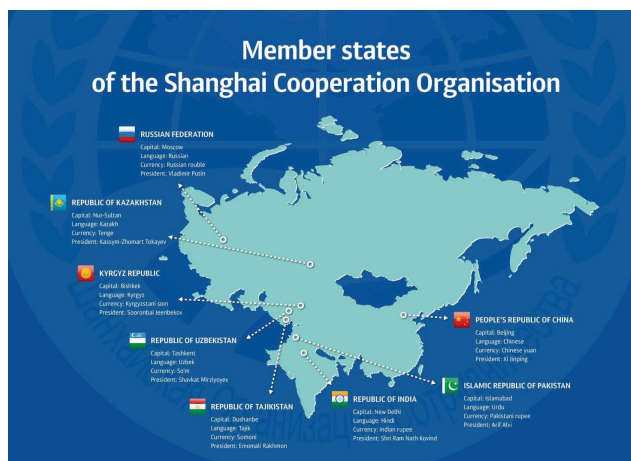 Member states
of the Shanghai Cooperation Organisation
RUSSIAN FEDERATION
Capital: Moscow
Language: Russian
Currency: Russian rouble
President: Vladimir Putin
REPUBLIC OF KAZAKHSTAN
Capital: Nur-Sultan
Language: Kazakh
Currency: Tenge
President: Kassym-Zhomart Tokayev
KYRGYZ REPUBLIC
Capital: Bishkek
Language: Kyrgyz
Currency: Kyrgyzstani som
President: Sooronbai Jeenbekov
REPUBLIC OF UZBEKISTAN
Capital: Tashkent
Language: Uzbek
Currency: So'm
President: Shavkat Mirziyoyev
REPUBLIC OF TAJIKISTAN
Capital: Dushanbe
Language: Tajik
Currency: Somoni
President: Emomali Rakhmon
REPUBLIC OF INDIA
Capital: New Delhi
Language: Hindi
Currency: Indian rupee
President: Shri Ram Nath Kovind
PEOPLE'S REPUBLIC OF CHINA
Capital: Beijing
Language: Chinese
Currency: Chinese yuan
President: Xi Jinping
ISLAMIC REPUBLIC OF PAKISTAN
Capital: Islamabad
Language: Urdu
Currency: Pakistani rupee
President: Arif Alvi